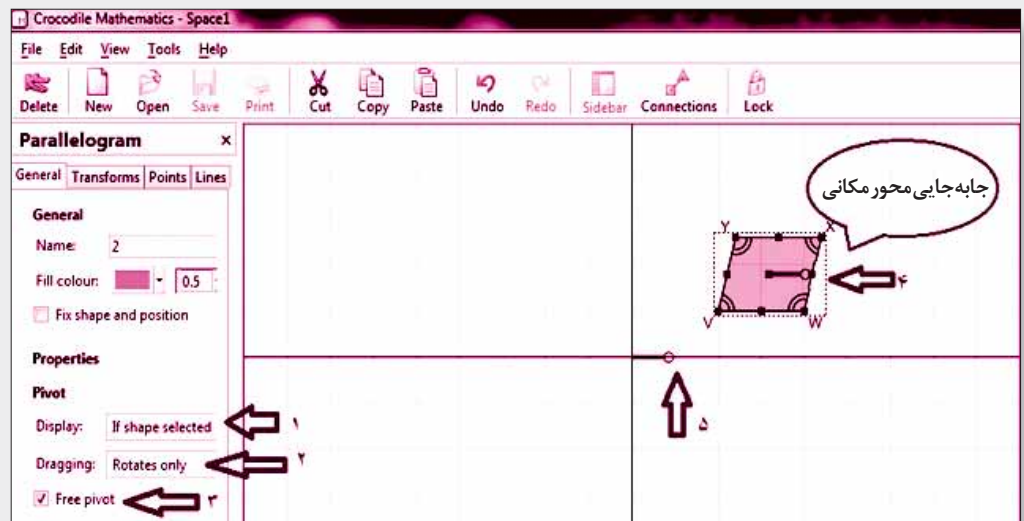 Crocodile Mathematics - Space1
File Edit View Tools Help
Delete New Open Save Print Cut Copy Paste Undo Redo Sidebar Connections Lock
Parallelogram ×
General Transforms Points Lines
General
Name: 2
Fill colour: 0.5
Fix shape and position
Properties
Pivot
Display: If shape selected
۱
Dragging: Rotates only
۲
Free pivot
۳
جابه‌جایی محور مکانی
Y X
۴
V W
۵